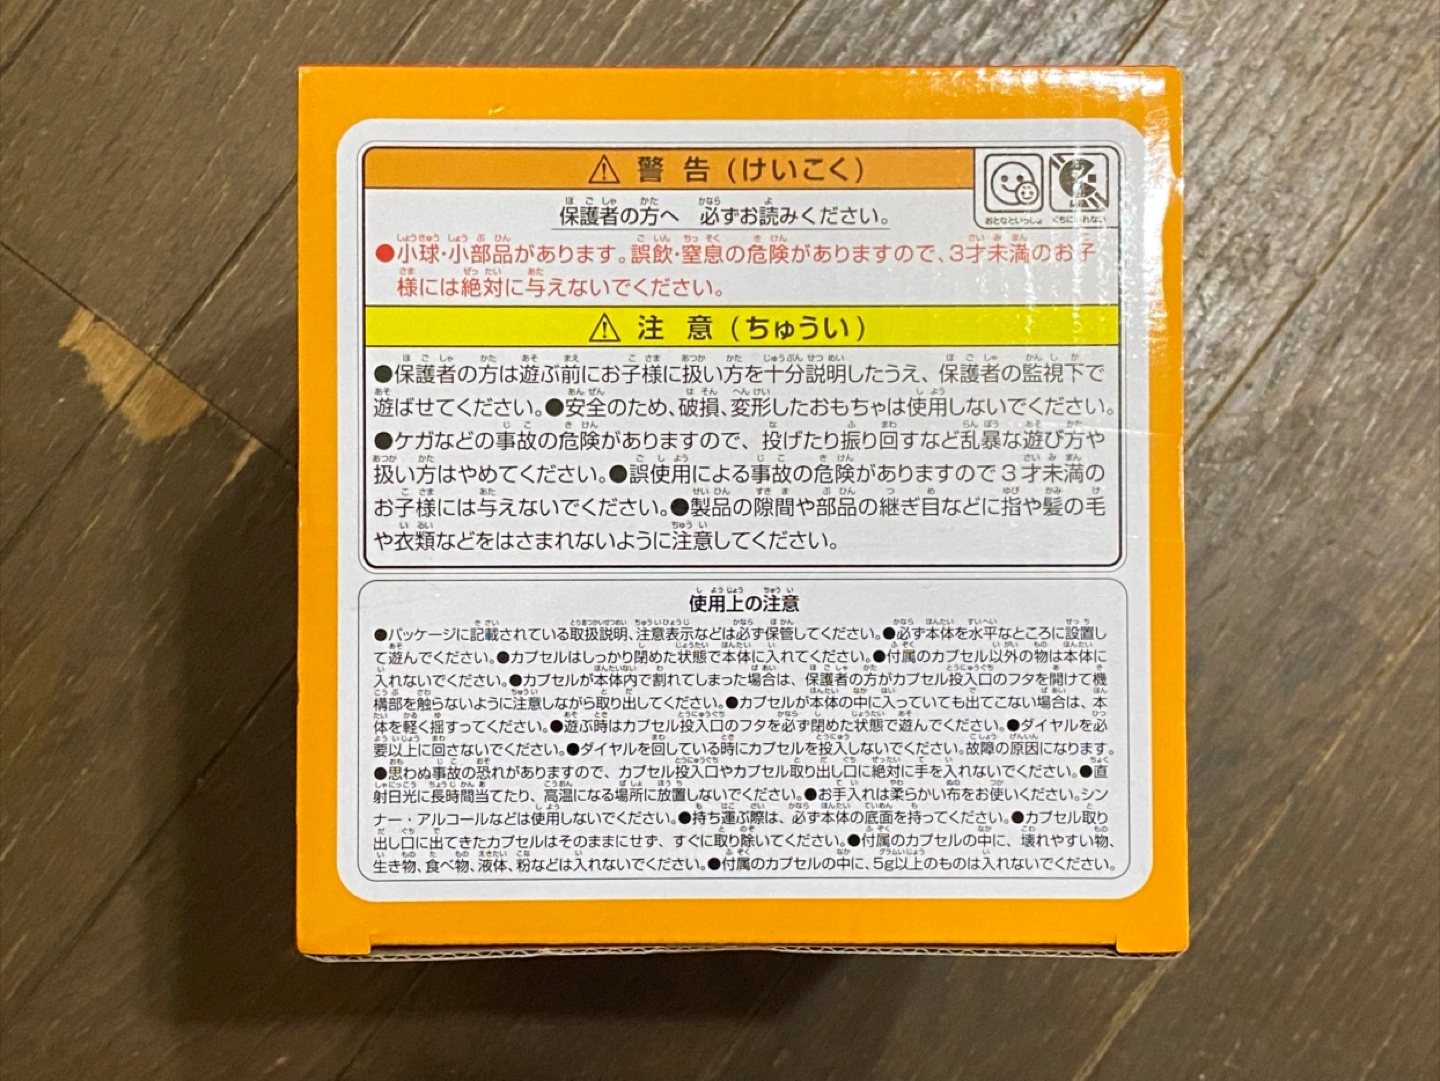 ⚠ 警告(けいこく)
保護者の方へ 必ずお読みください。
おとなといっしょ くちにいれない
●小球・小部品があります。誤飲・窒息の危険がありますので、3才未満のお子
様には絶対に与えないでください。
⚠ 注意(ちゅうい)
●保護者の方は遊ぶ前にお子様に扱い方を十分説明したうえ、保護者の監視下で
遊ばせてください。●安全のため、破損、変形したおもちゃは使用しないでください。
●ケガなどの事故の危険がありますので、投げたり振り回すなど乱暴な遊び方や
扱い方はやめてください。●誤使用による事故の危険がありますので3才未満の
お子様には与えないでください。●製品の隙間や部品の継ぎ目などに指や髪の毛
や衣類などをはさまれないように注意してください。
使用上の注意
●パッケージに記載されている取扱説明、注意表示などは必ず保管してください。●必ず本体を水平なところに設置し
て遊んでください。●カプセルはしっかり閉めた状態で本体に入れてください。●付属のカプセル以外の物は本体に
入れないでください。●カプセルが本体内で割れてしまった場合は、保護者の方がカプセル投入口のフタを開けて機
構部を触らないように注意しながら取り出してください。●カプセルが本体の中に入っていても出てこない場合は、本
体を軽く揺すってください。●遊ぶ時はカプセル投入口のフタを必ず閉めた状態で遊んでください。●ダイヤルを必
要以上に回さないでください。●ダイヤルを回している時にカプセルを投入しないでください。故障の原因になります。
●思わぬ事故の恐れがありますので、カプセル投入口やカプセル取り出し口に絶対に手を入れないでください。●直
射日光に長時間当てたり、高温になる場所に放置しないでください。●お手入れは柔らかい布をお使いください。シン
ナー・アルコールなどは使用しないでください。●持ち運ぶ際は、必ず本体の底面を持ってください。●カプセル取り
出し口に出てきたカプセルはそのままにせず、すぐに取り除いてください。●付属のカプセルの中に、壊れやすい物、
生き物、食べ物、液体、粉などは入れないでください。●付属のカプセルの中に、5g以上のものは入れないでください。